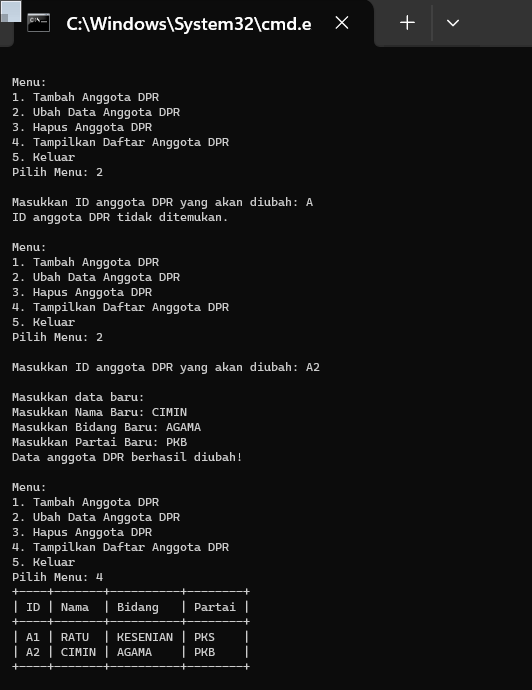 C:\Windows\System32\cmd.e
Menu:
1. Tambah Anggota DPR
2. Ubah Data Anggota DPR
3. Hapus Anggota DPR
4. Tampilkan Daftar Anggota DPR
5. Keluar
Pilih Menu: 2
Masukkan ID anggota DPR yang akan diubah: A
ID anggota DPR tidak ditemukan.
Menu:
1. Tambah Anggota DPR
2. Ubah Data Anggota DPR
3. Hapus Anggota DPR
4. Tampilkan Daftar Anggota DPR
5. Keluar
Pilih Menu: 2
Masukkan ID anggota DPR yang akan diubah: A2
Masukkan data baru:
Masukkan Nama Baru: CIMIN
Masukkan Bidang Baru: AGAMA
Masukkan Partai Baru: PKB
Data anggota DPR berhasil diubah!
Menu:
1. Tambah Anggota DPR
2. Ubah Data Anggota DPR
3. Hapus Anggota DPR
4. Tampilkan Daftar Anggota DPR
5. Keluar
Pilih Menu: 4
+----+-------+----------+--------+
| ID | Nama  | Bidang   | Partai |
+----+-------+----------+--------+
| A1 | RATU  | KESENIAN | PKS    |
| A2 | CIMIN | AGAMA    | PKB    |
+----+-------+----------+--------+